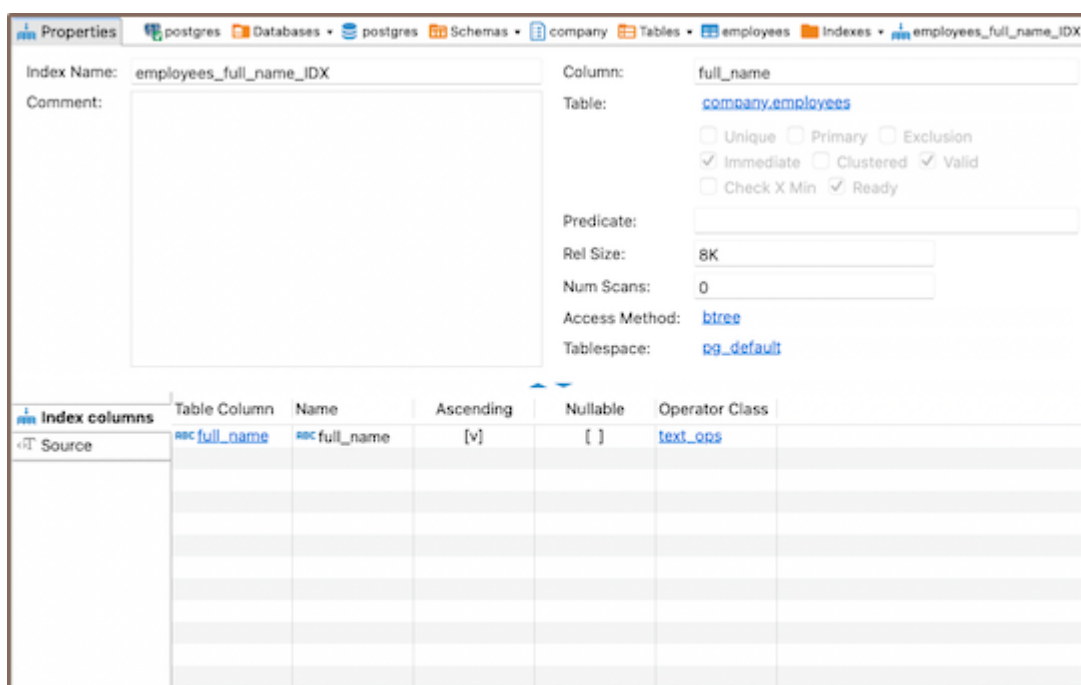 Properties postgres Databases postgres Schemas company Tables employees Indexes employees_full_name_IDX
Index Name: employees_full_name_IDX
Comment:
Column: full_name
Table: company.employees
Unique Primary Exclusion
Immediate Clustered Valid
Check X Min Ready
Predicate:
Rel Size: 8K
Num Scans: 0
Access Method: btree
Tablespace: pg_default
Index columns
Source
Table Column Name Ascending Nullable Operator Class
ABC full_name ABC full_name [v] [ ] text_ops